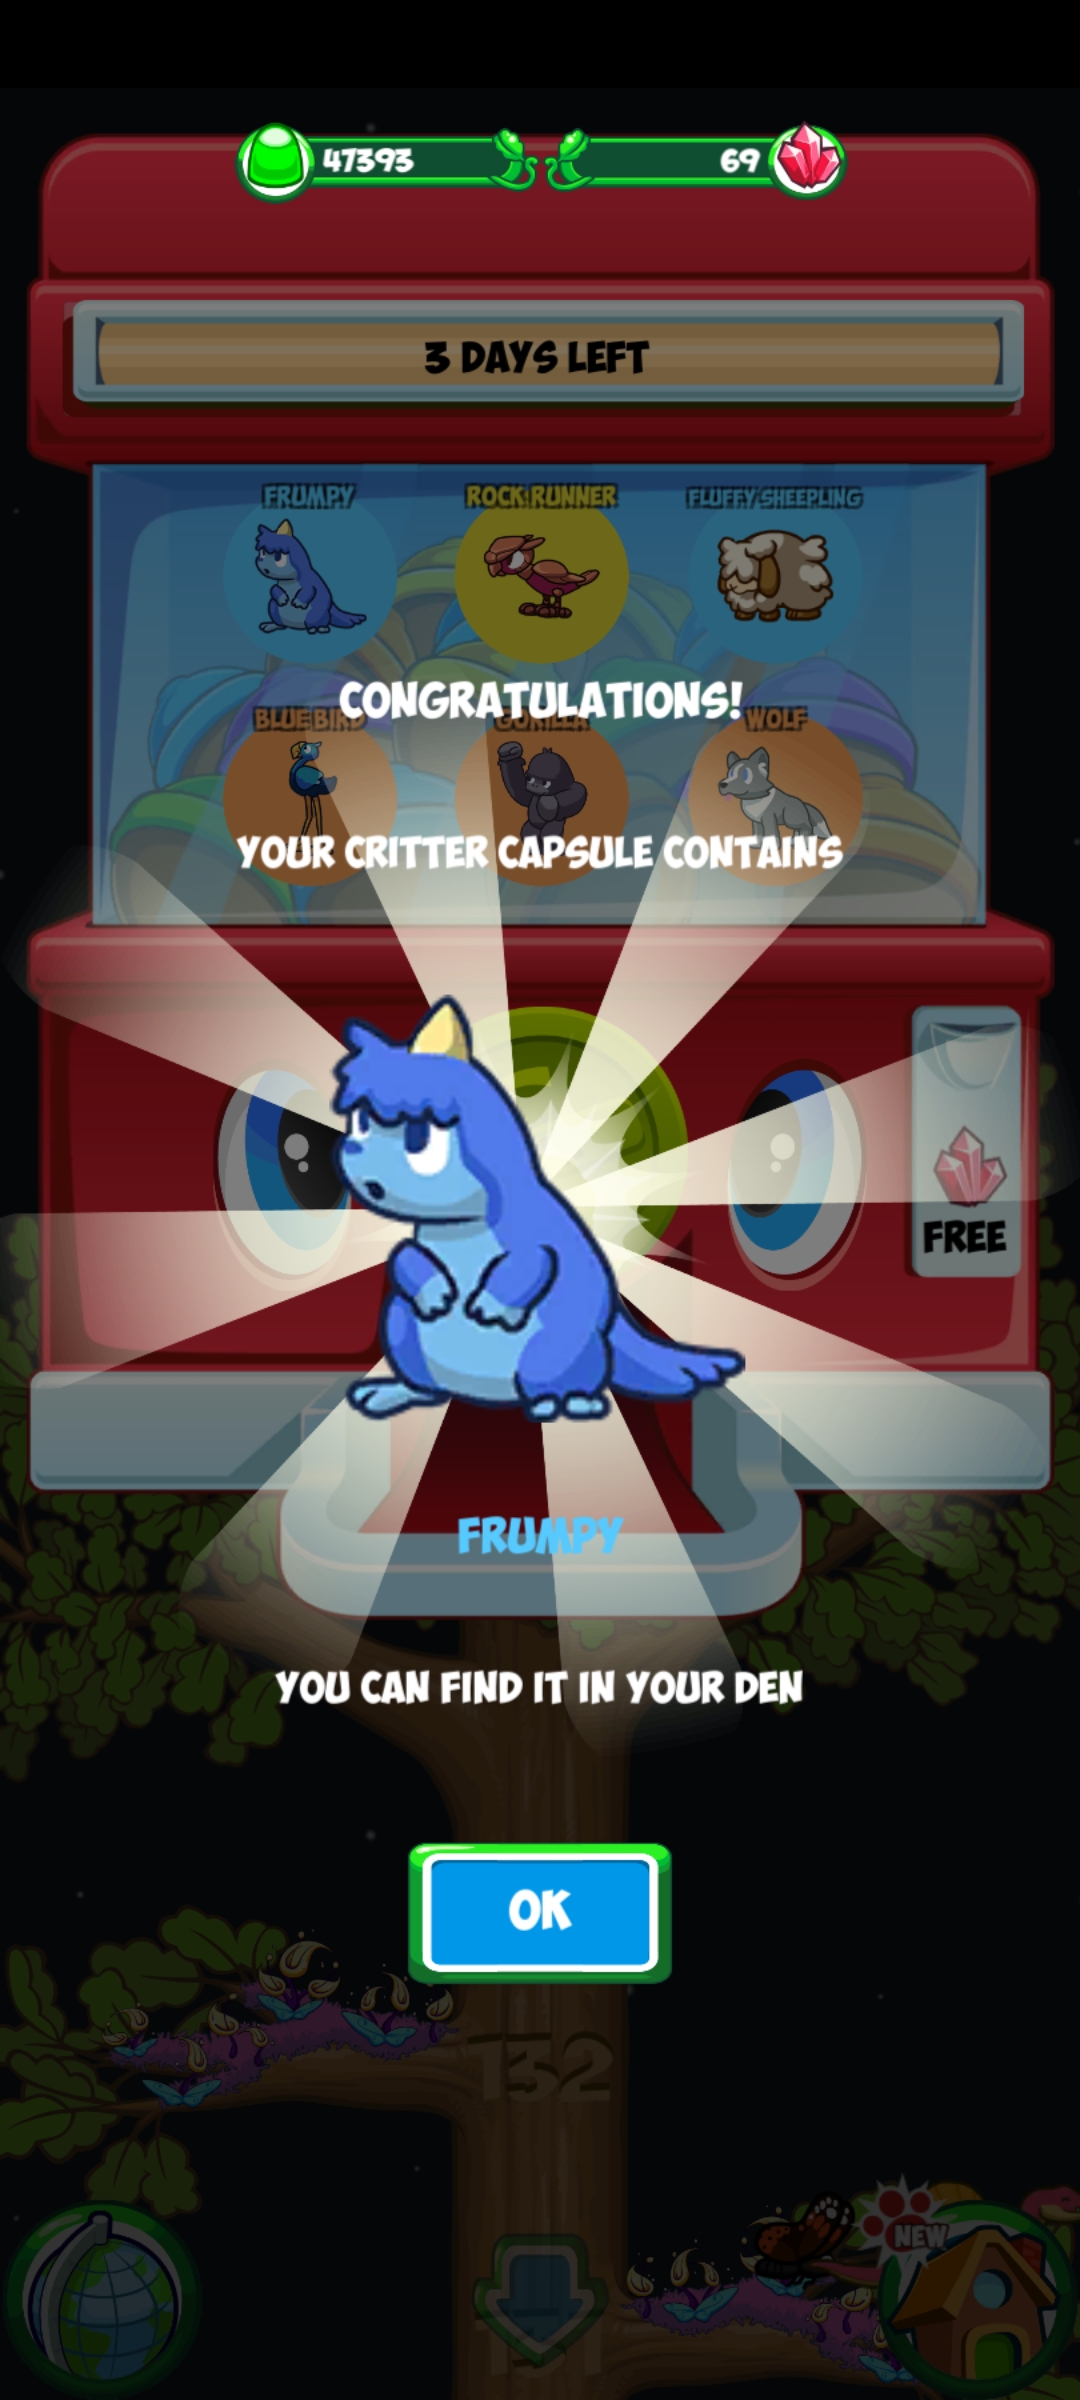 47393
69
3 DAYS LEFT
FRUMPY
ROCK RUNNER
FLUFFY SHEEPLING
CONGRATULATIONS!
BLUE BIRD
GORILLA
WOLF
YOUR CRITTER CAPSULE CONTAINS
FREE
FRUMPY
YOU CAN FIND IT IN YOUR DEN
OK
132
NEW